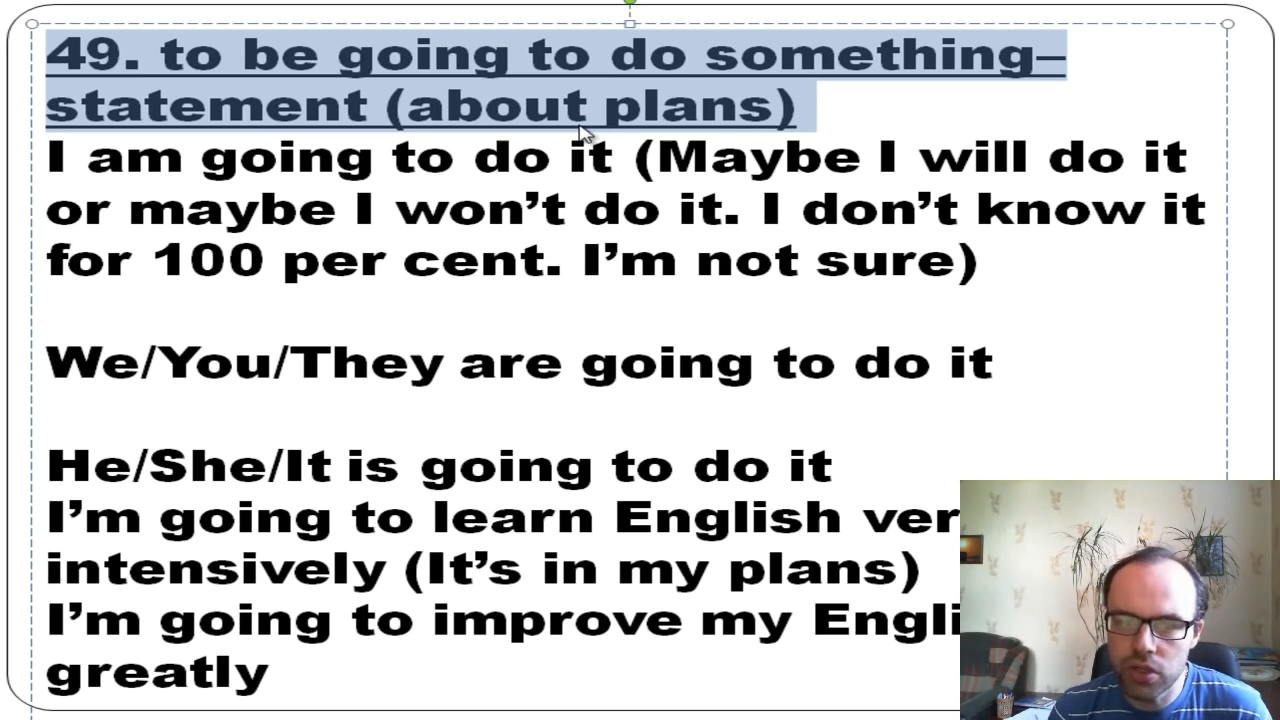 49. to be going to do something–
statement (about plans)
I am going to do it (Maybe I will do it
or maybe I won’t do it. I don’t know it
for 100 per cent. I’m not sure)
We/You/They are going to do it
He/She/It is going to do it
I’m going to learn English
intensively (It’s in my plans)
I’m going to improve my
greatly